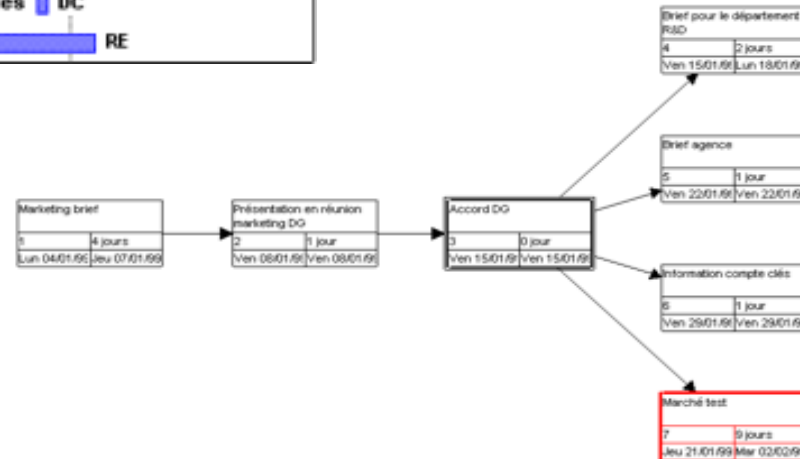 DC
RE
Brief pour le département
R&D
4 2 jours
Ven 15/01/9 Lun 18/01/9
Brief agence
5 1 jour
Ven 22/01/9 Ven 22/01/9
Marketing brief
1 4 jours
Lun 04/01/99 Jeu 07/01/99
Présentation en réunion
marketing DG
2 1 jour
Ven 08/01/9 Ven 08/01/9
Accord DG
3 0 jour
Ven 15/01/9 Ven 15/01/9
Information compte clés
6 1 jour
Ven 29/01/9 Ven 29/01/9
Marché test
7 9 jours
Jeu 21/01/99 Mar 02/02/9